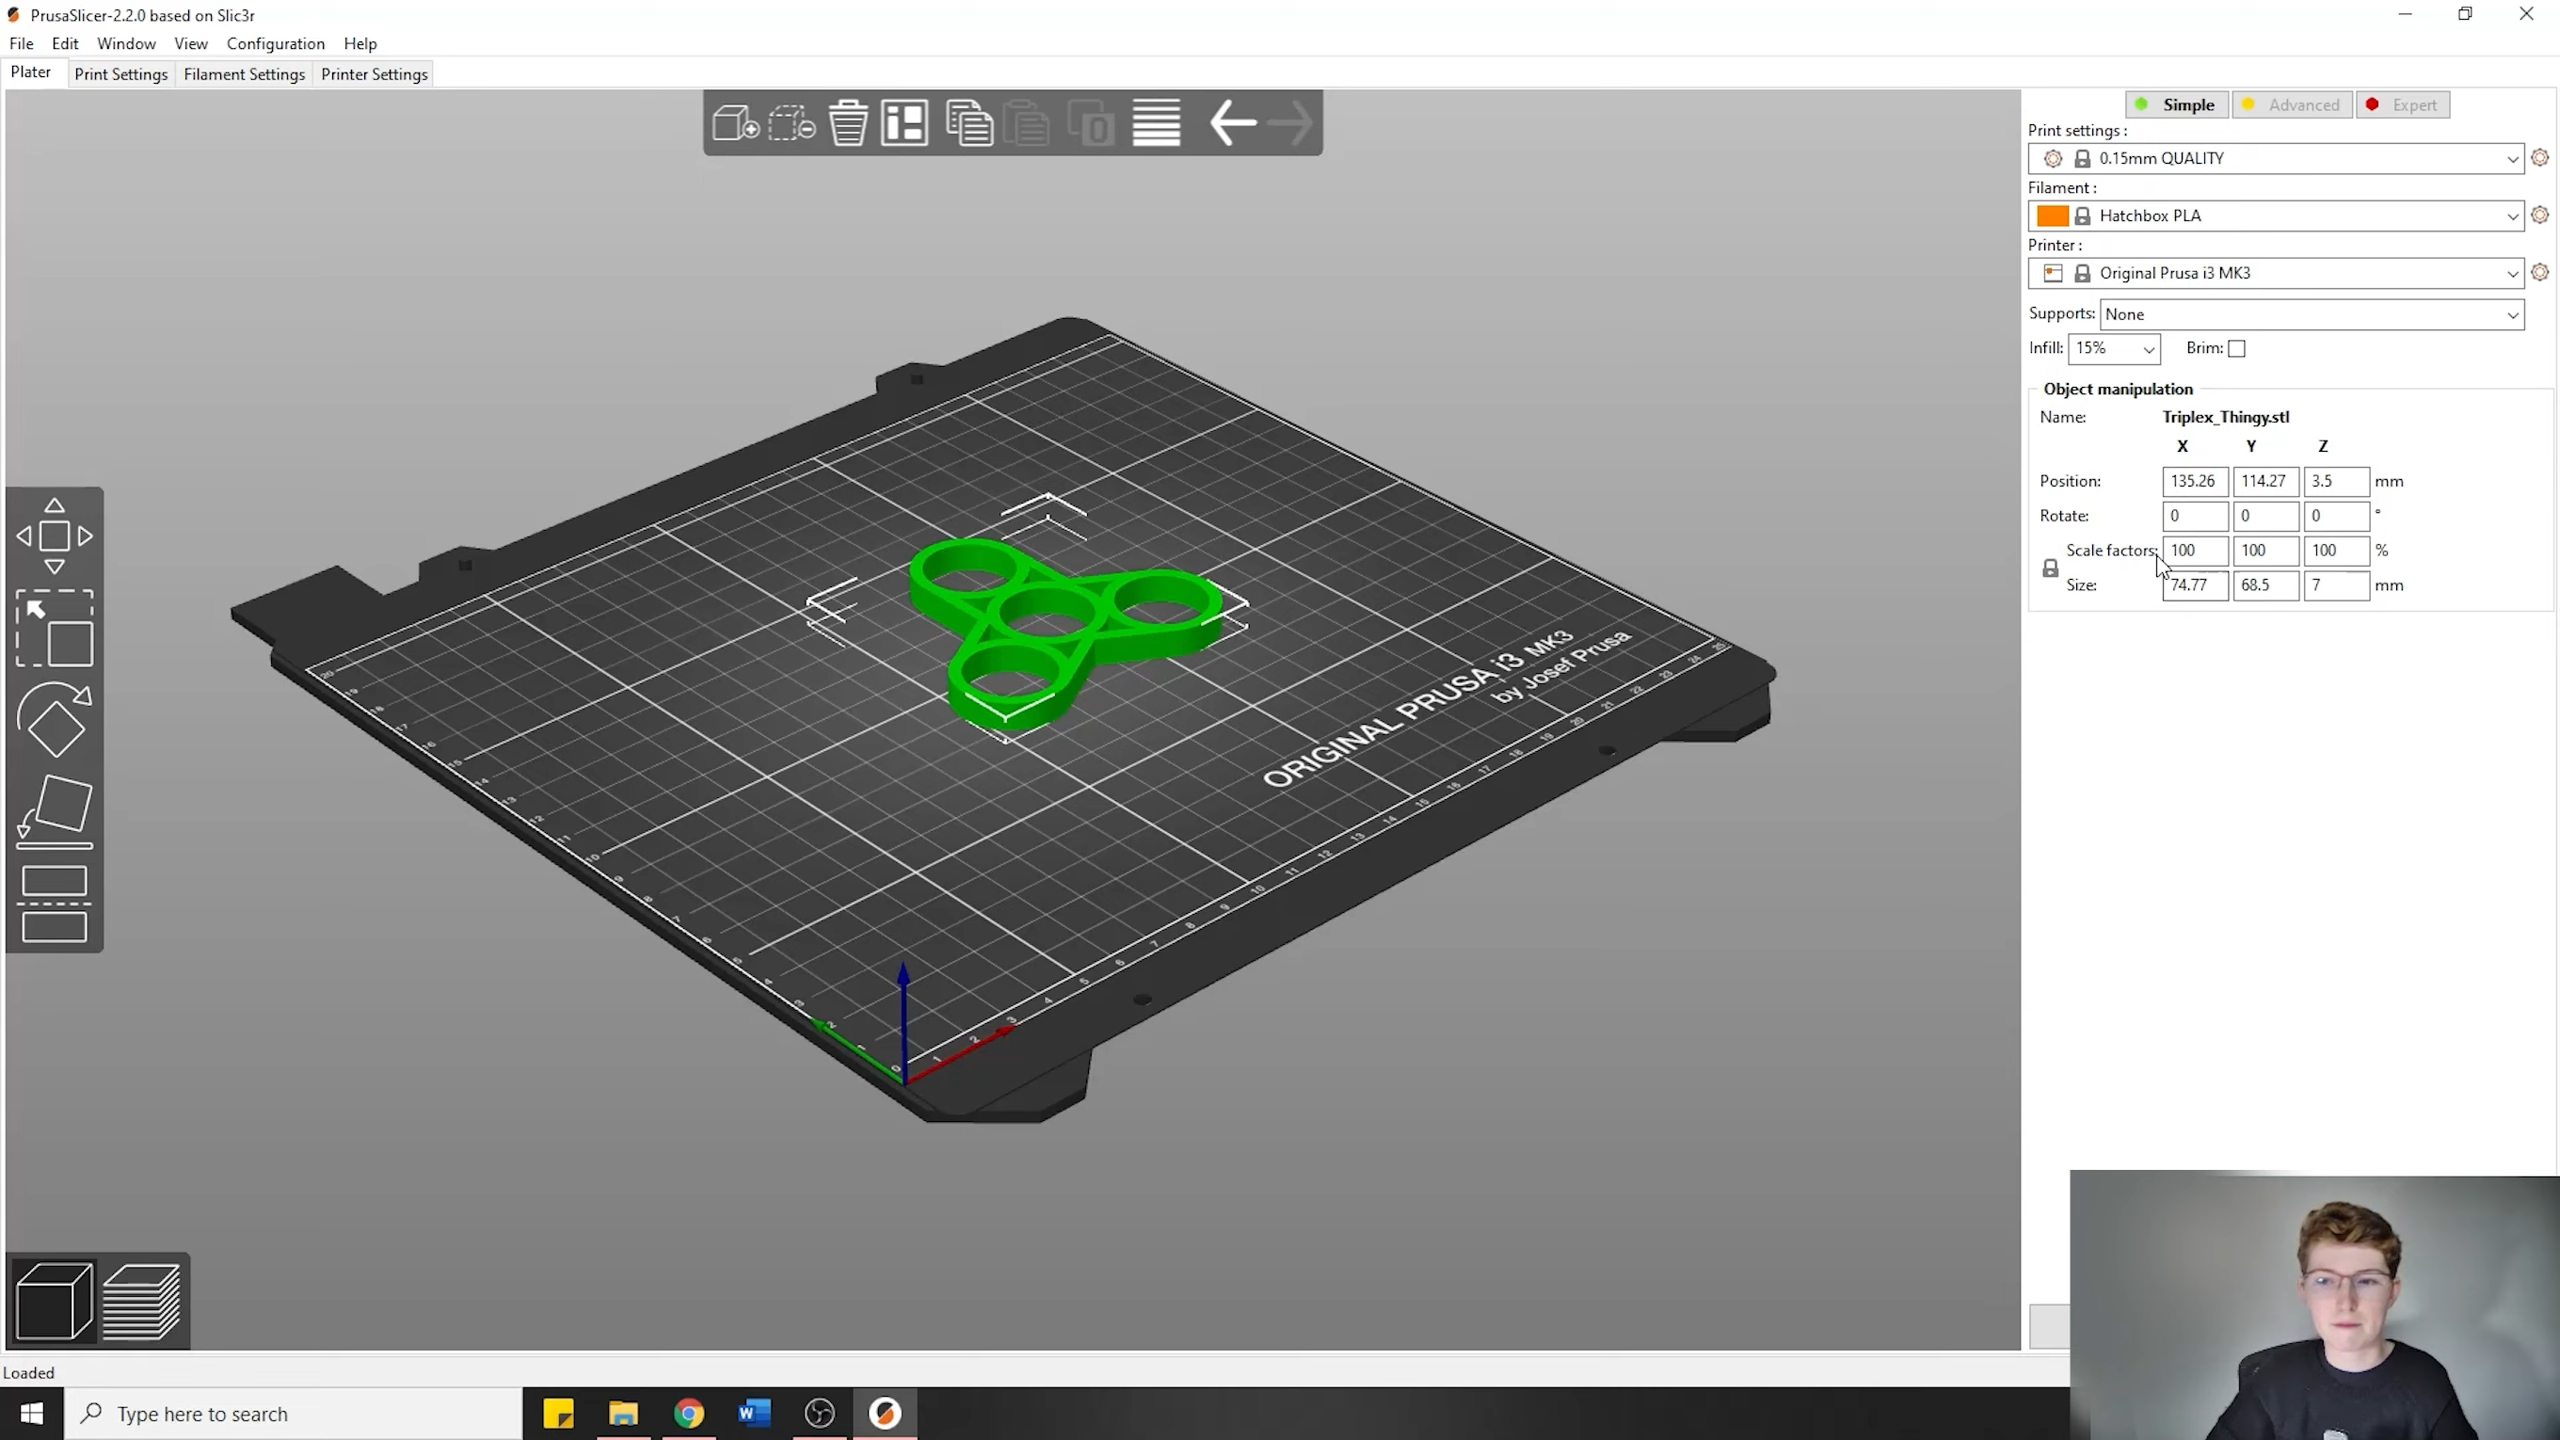 PrusaSlicer-2.2.0 based on Slic3r
File Edit Window View Configuration Help
Plater Print Settings Filament Settings Printer Settings
Simple Advanced Expert
Print settings :
0.15mm QUALITY
Filament :
Hatchbox PLA
Printer :
Original Prusa i3 MK3
Supports: None
Infill: 15% Brim:
Object manipulation
Name: Triplex_Thingy.stl
X Y Z
Position: 135.26 114.27 3.5 mm
Rotate: 0 0 0 °
Scale factors: 100 100 100 %
Size: 74.77 68.5 7 mm
ORIGINAL PRUSA i3 MK3
by Josef Prusa
Loaded
Type here to search